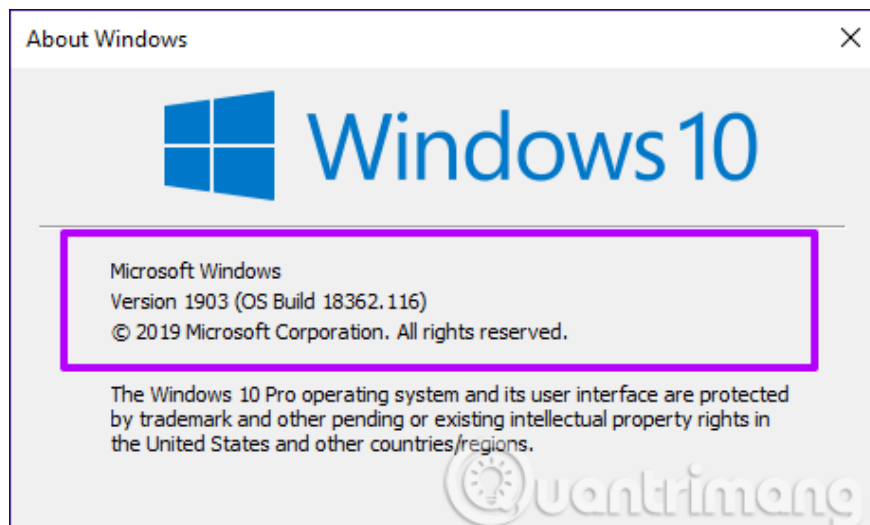 About Windows
Windows 10
Microsoft Windows
Version 1903 (OS Build 18362.116)
© 2019 Microsoft Corporation. All rights reserved.
The Windows 10 Pro operating system and its user interface are protected
by trademark and other pending or existing intellectual property rights in
the United States and other countries/regions.
Quantrimang